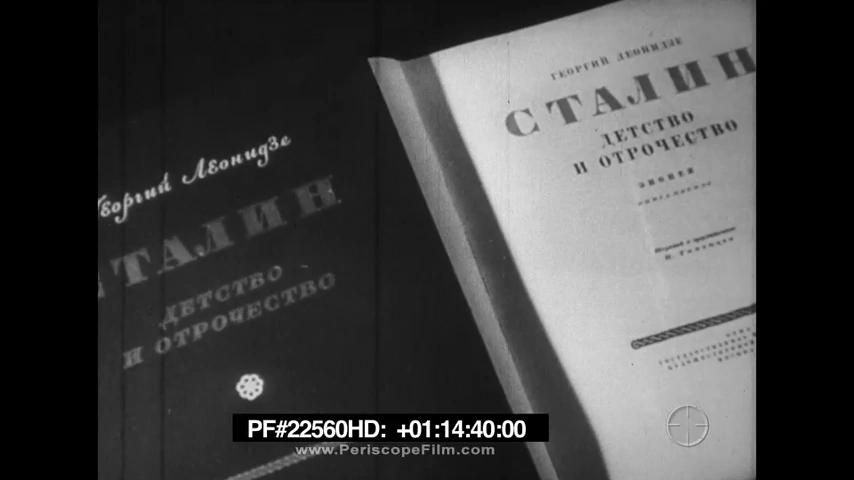 Георгий Леонидзе
СТАЛИН
ДЕТСТВО
И ОТРОЧЕСТВО
ГЕОРГИЙ ЛЕОНИДЗЕ
СТАЛИН
ДЕТСТВО
И ОТРОЧЕСТВО
ЭПОПЕЯ
PF#22560HD: +01:14:40:00
www.PeriscopeFilm.com